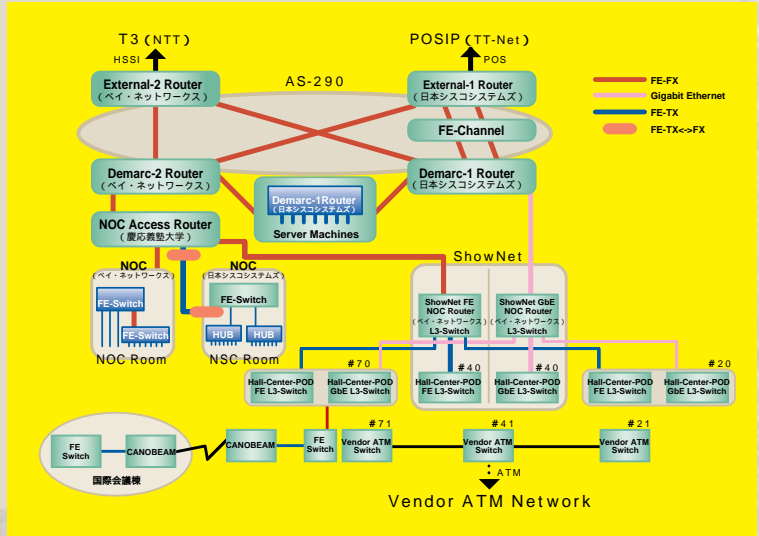 T3（NTT）
POSIP（TT-Net）
HSSI
POS
External-2 Router
（ベイ・ネットワークス）
AS-290
External-1 Router
（日本シスコシステムズ）
FE-FX
Gigabit Ethernet
FE-TX
FE-TX<->FX
FE-Channel
Demarc-2 Router
（ベイ・ネットワークス）
Demarc-1 Router
（日本シスコシステムズ）
Demarc-1Router
（日本シスコシステムズ）
Server Machines
NOC Access Router
（慶応義塾大学）
ShowNet
NOC
（ベイ・ネットワークス）
FE-Switch
FE-Switch
NOC Room
NOC
（日本シスコシステムズ）
FE-Switch
HUB
HUB
NSC Room
ShowNet FE
NOC Router
（ベイ・ネットワークス）
L3-Switch
ShowNet GbE
NOC Router
（ベイ・ネットワークス）
L3-Switch
#70
#40
#40
#20
Hall-Center-POD
FE L3-Switch
Hall-Center-POD
GbE L3-Switch
Hall-Center-POD
FE L3-Switch
Hall-Center-POD
GbE L3-Switch
Hall-Center-POD
FE L3-Switch
Hall-Center-POD
GbE L3-Switch
#71
#41
#21
FE
Switch
CANOBEAM
CANOBEAM
FE
Switch
Vendor ATM
Switch
Vendor ATM
Switch
Vendor ATM
Switch
国際会議棟
ATM
Vendor ATM Network